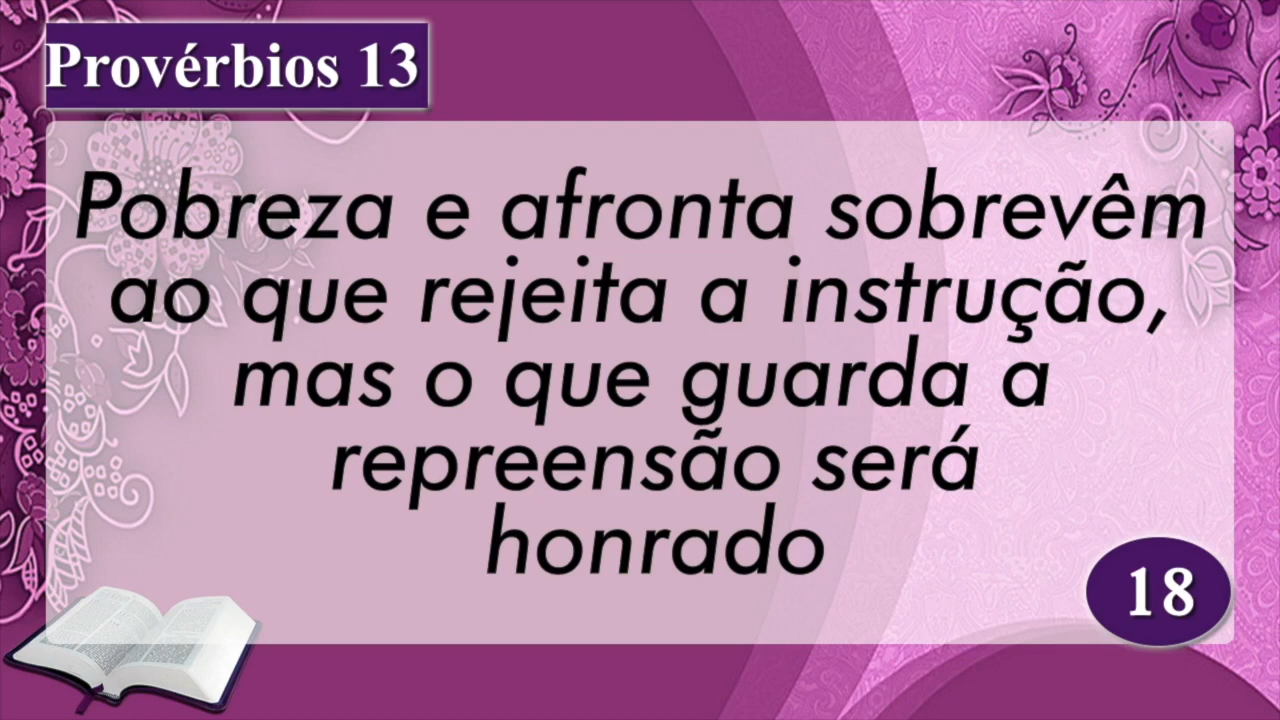 Provérbios 13
Pobreza e afronta sobrevêm
ao que rejeita a instrução,
mas o que guarda a
repreensão será
honrado
18